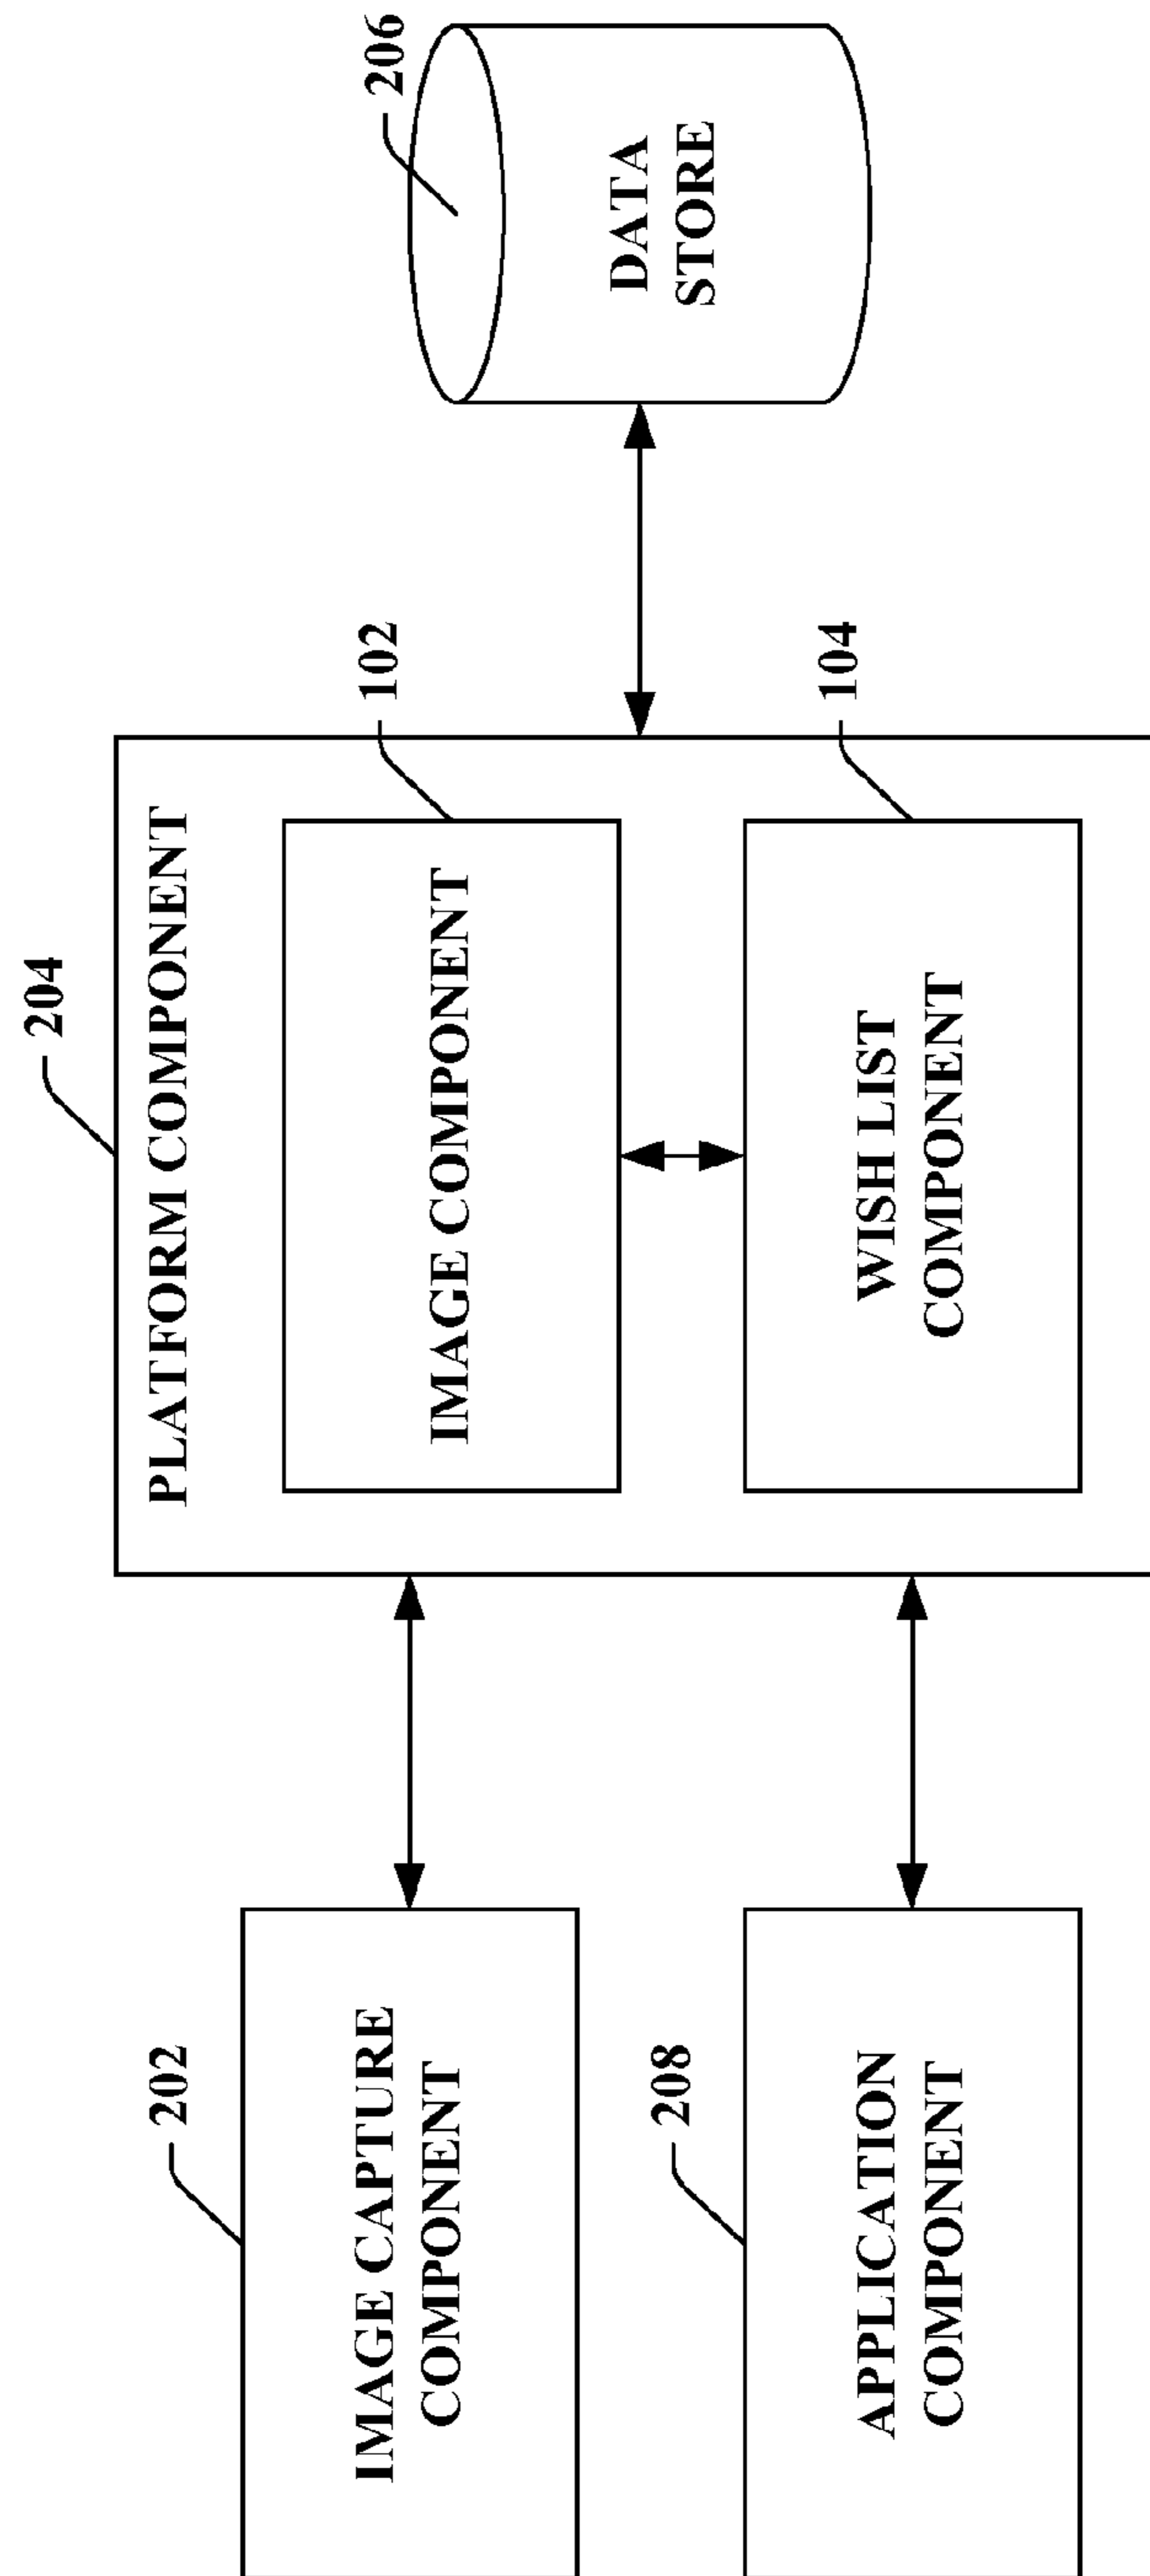 204
PLATFORM COMPONENT
202
IMAGE CAPTURE
COMPONENT
102
IMAGE COMPONENT
206
DATA
STORE
208
APPLICATION
COMPONENT
104
WISH LIST
COMPONENT